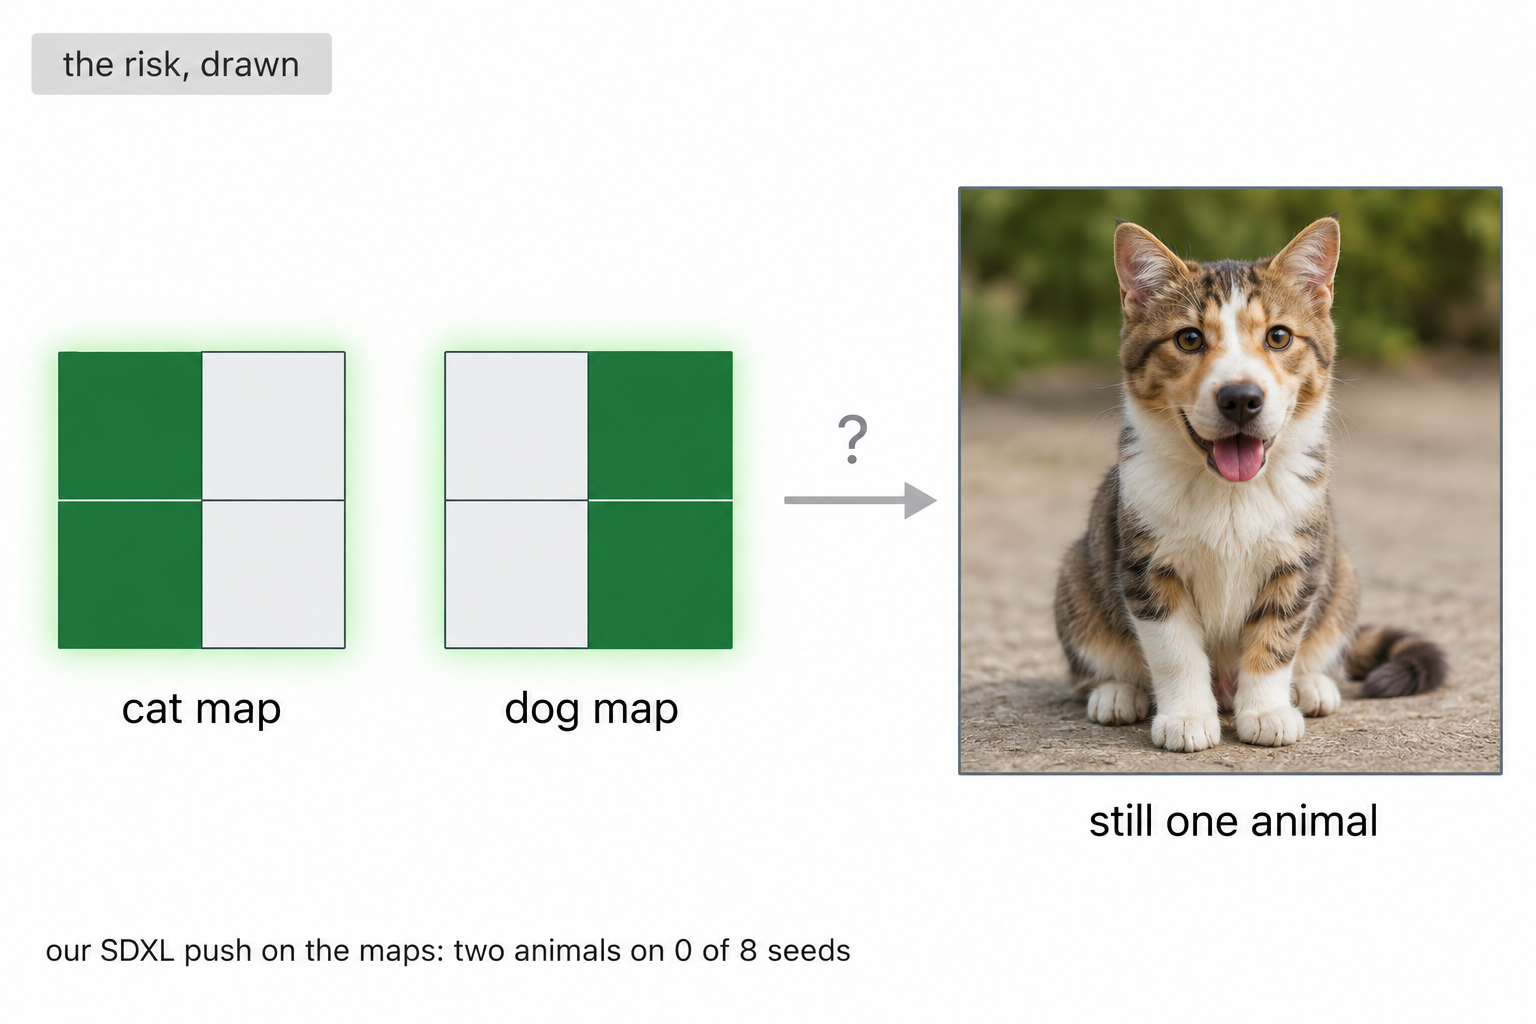 the risk, drawn
?
cat map
dog map
still one animal
our SDXL push on the maps: two animals on 0 of 8 seeds